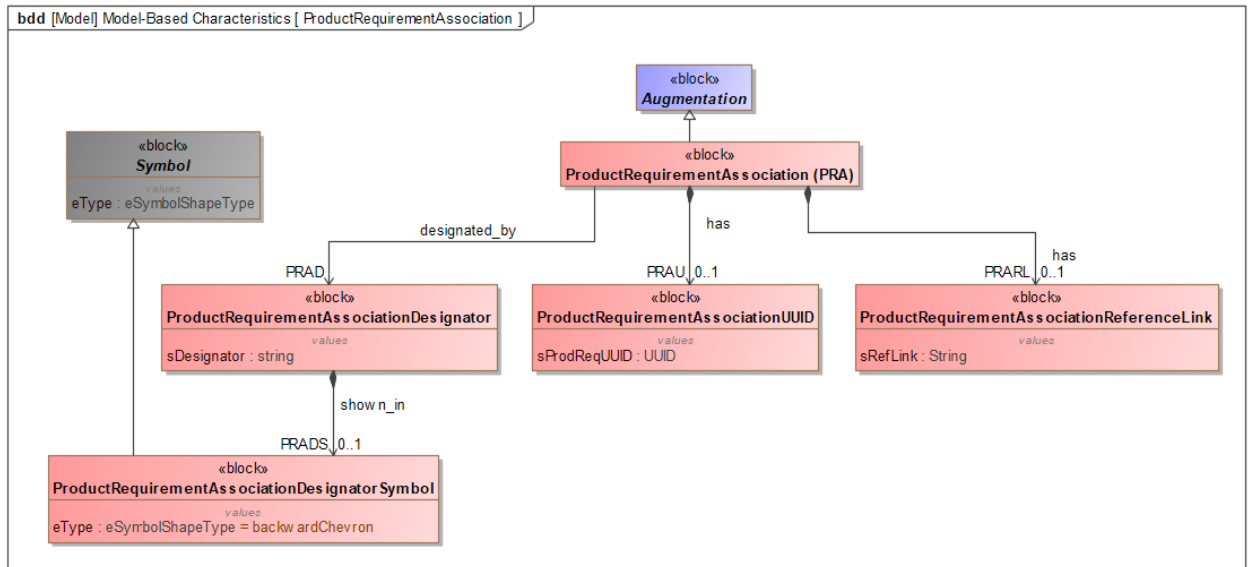 bdd [Model] Model-Based Characteristics [ ProductRequirementAssociation ]
«block»
Augmentation
«block»
Symbol
values
eType : eSymbolShapeType
«block»
ProductRequirementAssociation (PRA)
designated_by
has
has
PRAD
PRAU 0..1
PRARL 0..1
«block»
ProductRequirementAssociationDesignator
values
sDesignator : string
«block»
ProductRequirementAssociationUUID
values
sProdReqUUID : UUID
«block»
ProductRequirementAssociationReferenceLink
values
sRefLink : String
shown_in
PRADS 0..1
«block»
ProductRequirementAssociationDesignatorSymbol
values
eType : eSymbolShapeType = backwardChevron